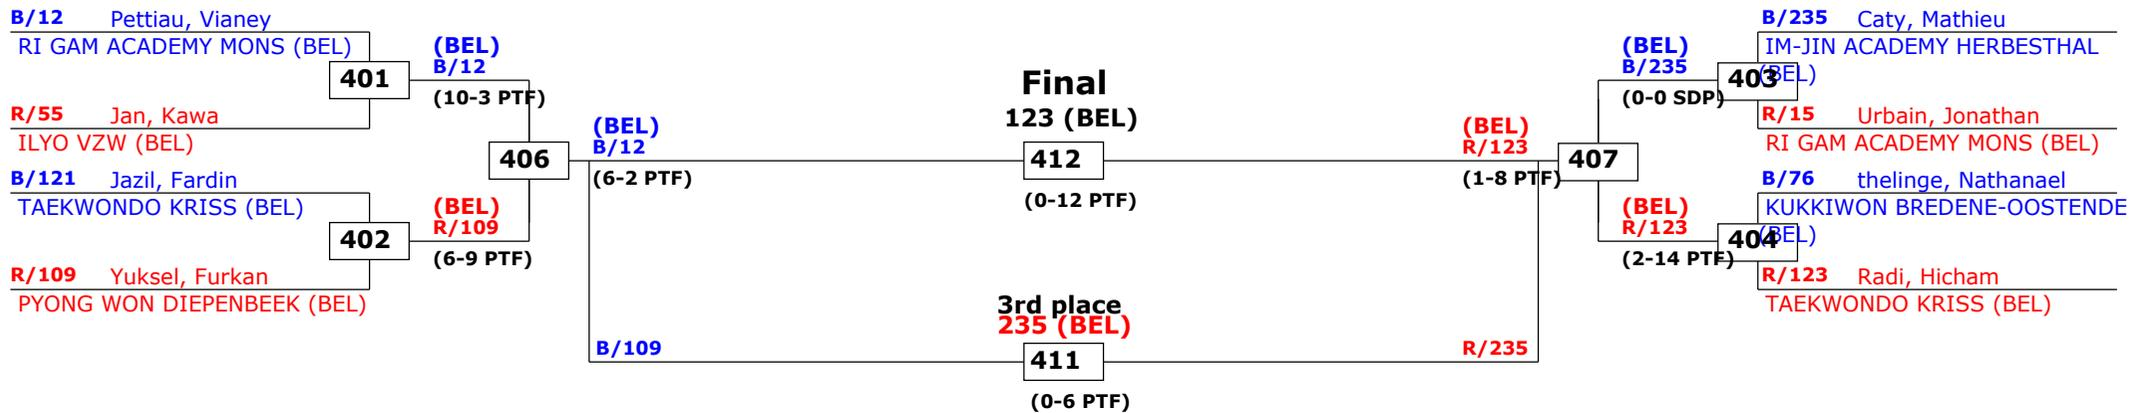 B/12 Pettiau, Vianey
RI GAM ACADEMY MONS (BEL)
401
R/55 Jan, Kawa
ILYO VZW (BEL)
B/121 Jazil, Fardin
TAEKWONDO KRISS (BEL)
402
R/109 Yuksel, Furkan
PYONG WON DIEPENBEEK (BEL)
(BEL)
B/12
(10-3 PTF)
406
(BEL)
R/109
(6-9 PTF)
(BEL)
B/12
(6-2 PTF)
Final
123 (BEL)
412
(0-12 PTF)
3rd place
235 (BEL)
B/109
411
R/235
(0-6 PTF)
(BEL)
R/123
(1-8 PTF)
407
(BEL)
B/235
(0-0 SDP)
(BEL)
R/123
(2-14 PTF)
B/235 Caty, Mathieu
IM-JIN ACADEMY HERBESTHAL
(BEL)
403
R/15 Urbain, Jonathan
RI GAM ACADEMY MONS (BEL)
B/76 thelinge, Nathanael
KUKKIWON BREDENE-OOSTENDE
(BEL)
404
R/123 Radi, Hicham
TAEKWONDO KRISS (BEL)